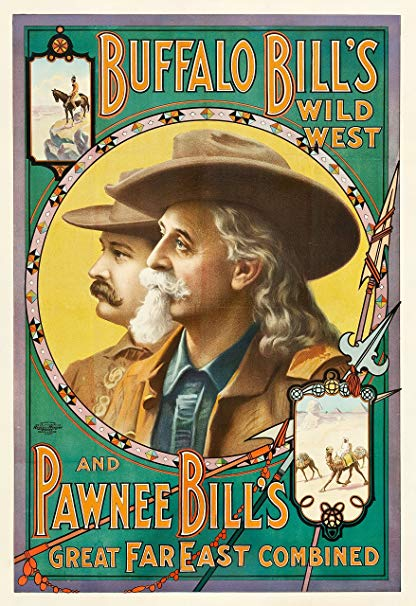 BUFFALO BILL'S
WILD
WEST
AND
PAWNEE BILL'S
GREAT FAR EAST COMBINED